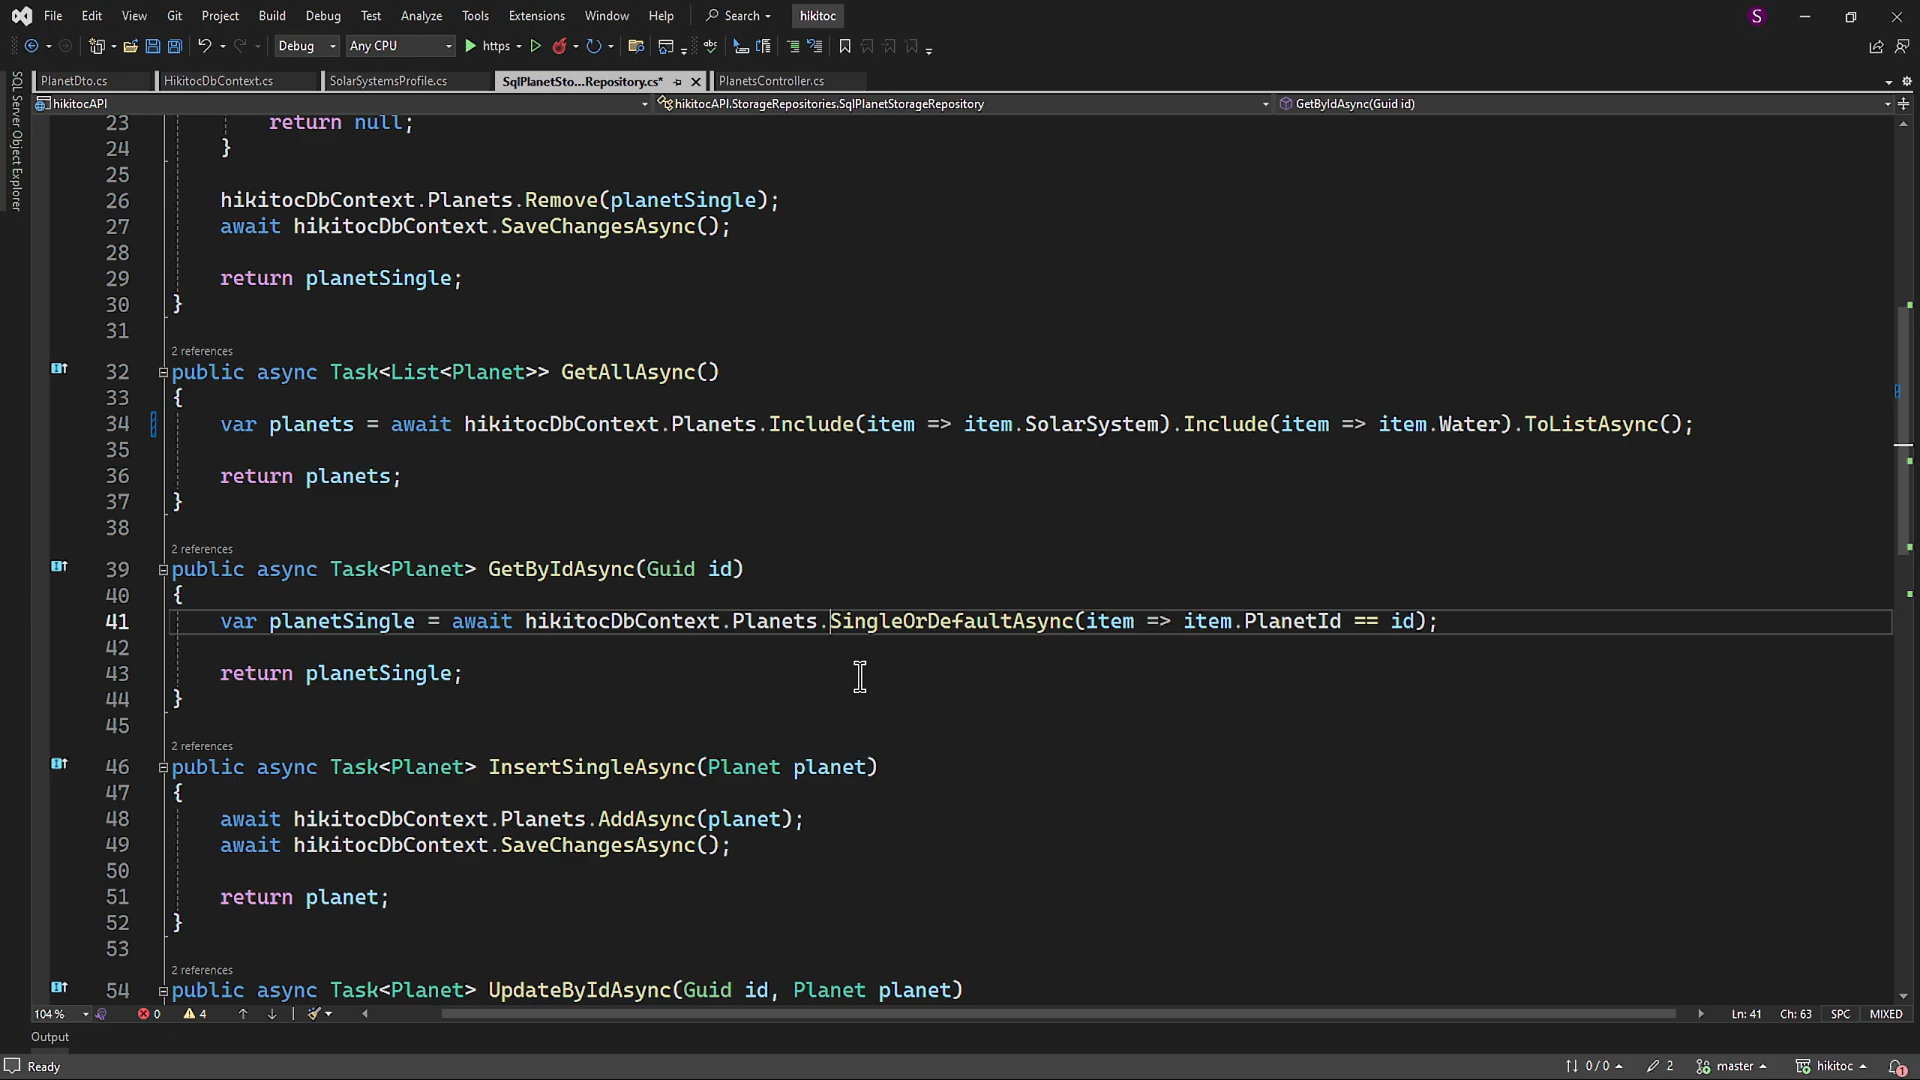 File Edit View Git Project Build Debug Test Analyze Tools Extensions Window Help Search hikitoc S
Debug Any CPU https
PlanetDto.cs HikitocDbContext.cs SolarSystemsProfile.cs SqlPlanetSto...Repository.cs* PlanetsController.cs
hikitocAPI hikitocAPI.StorageRepositories.SqlPlanetStorageRepository GetByIdAsync(Guid id)
SQL Server Object Explorer
23 return null;
24 }
25
26 hikitocDbContext.Planets.Remove(planetSingle);
27 await hikitocDbContext.SaveChangesAsync();
28
29 return planetSingle;
30 }
31
2 references
32 public async Task<List<Planet>> GetAllAsync()
33 {
34 var planets = await hikitocDbContext.Planets.Include(item => item.SolarSystem).Include(item => item.Water).ToListAsync();
35
36 return planets;
37 }
38
2 references
39 public async Task<Planet> GetByIdAsync(Guid id)
40 {
41 var planetSingle = await hikitocDbContext.Planets.SingleOrDefaultAsync(item => item.PlanetId == id);
42
43 return planetSingle;
44 }
45
2 references
46 public async Task<Planet> InsertSingleAsync(Planet planet)
47 {
48 await hikitocDbContext.Planets.AddAsync(planet);
49 await hikitocDbContext.SaveChangesAsync();
50
51 return planet;
52 }
53
2 references
54 public async Task<Planet> UpdateByIdAsync(Guid id, Planet planet)
104 % 0 4 Ln: 41 Ch: 63 SPC MIXED
Output
Ready 0 / 0 2 master hikitoc 1